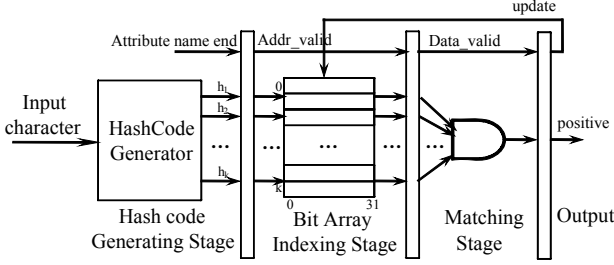 update
Attribute name end
Addr_valid
Data_valid
Input
character
HashCode
Generator
h1
h2
...
hk
...
0
k
...
0
31
...
...
positive
Hash code
Generating Stage
Bit Array
Indexing Stage
Matching
Stage
Output